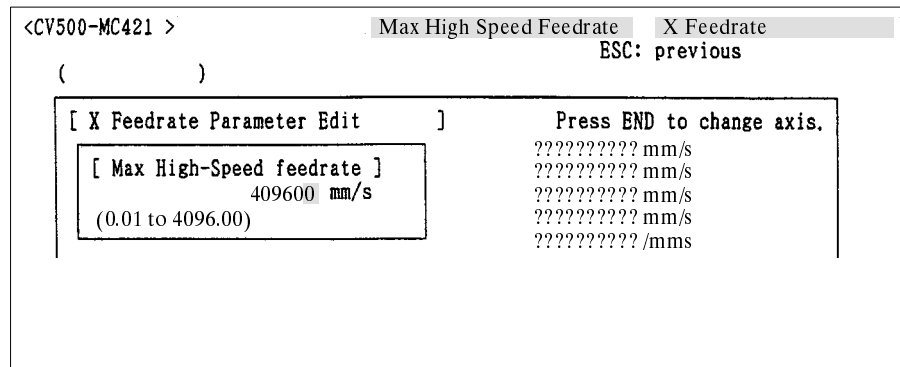 <CV500-MC421 > Max High Speed Feedrate X Feedrate
ESC: previous
( )
[ X Feedrate Parameter Edit ] Press END to change axis.
?????????? mm/s
[ Max High-Speed feedrate ] ?????????? mm/s
409600 mm/s ?????????? mm/s
(0.01 to 4096.00) ?????????? mm/s
?????????? /mms